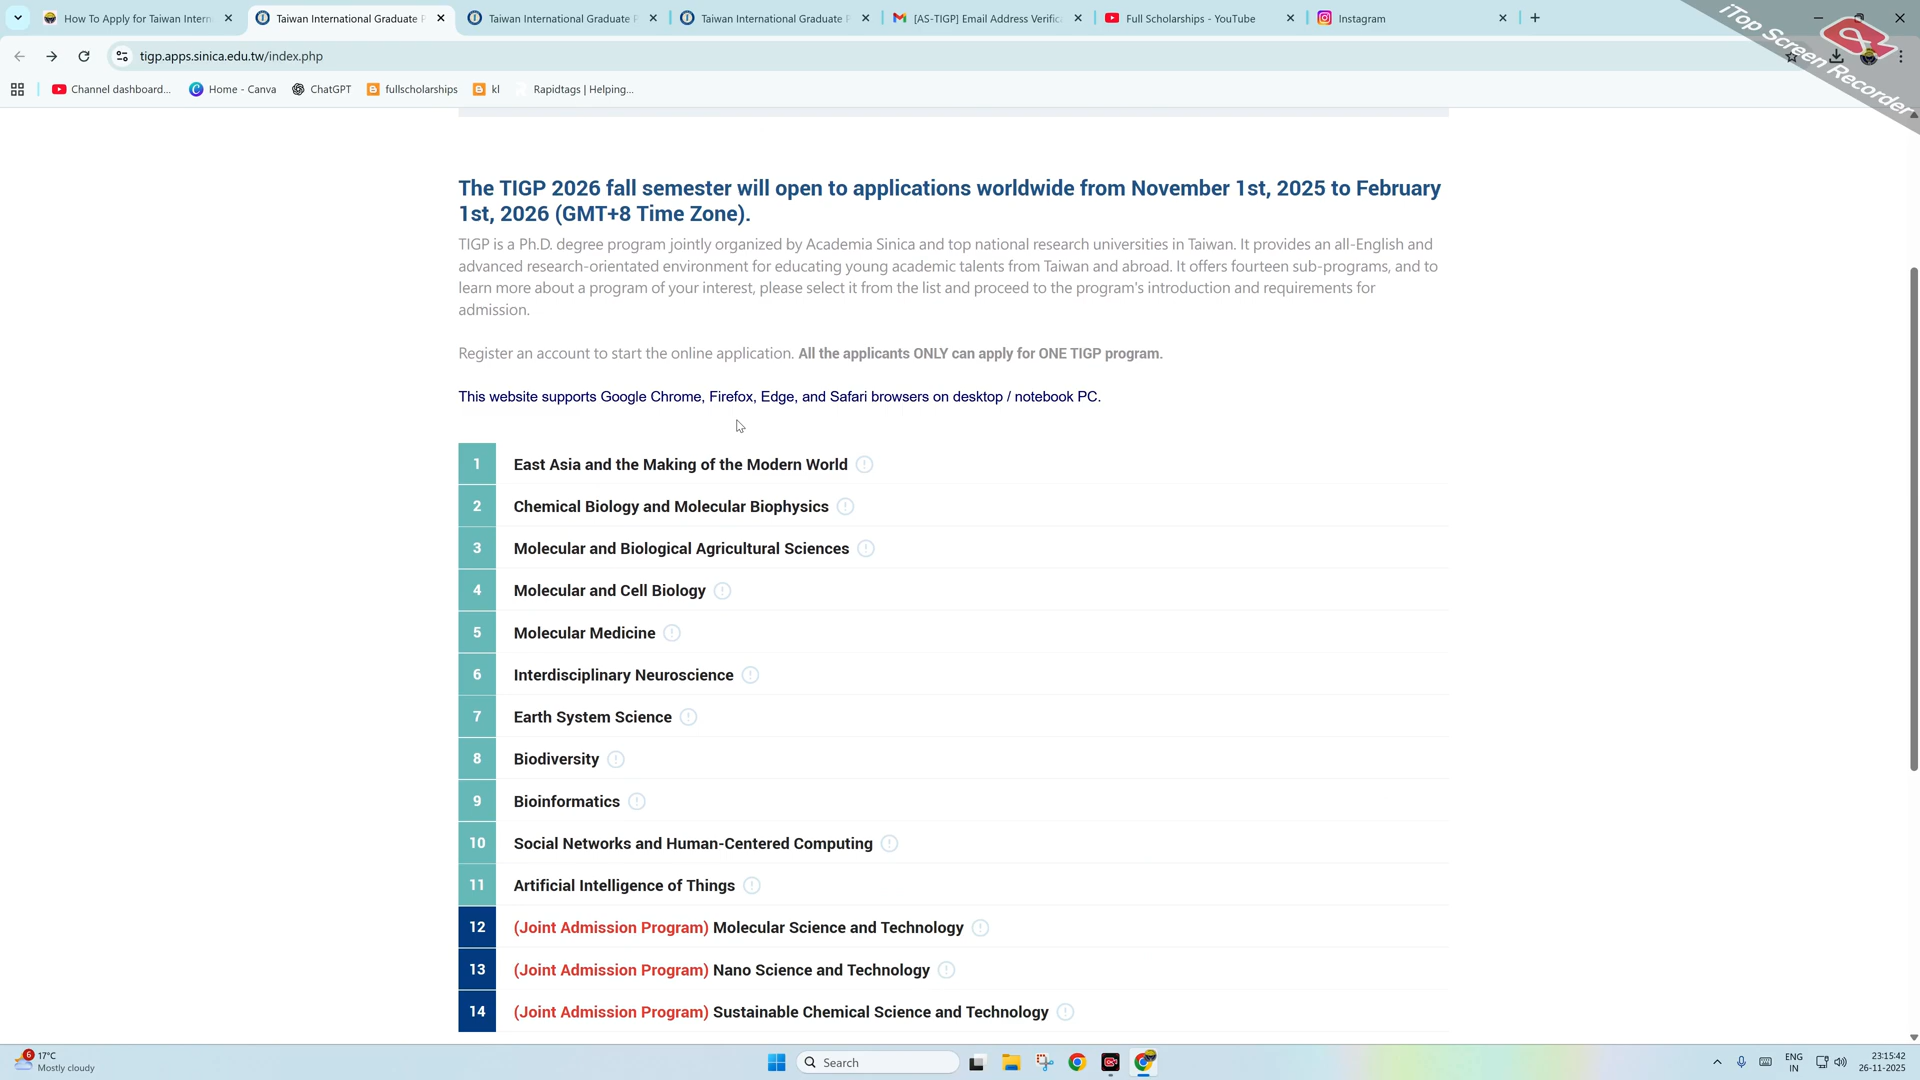 How To Apply for Taiwan Intern
Taiwan International Graduate P
Taiwan International Graduate P
Taiwan International Graduate P
[AS-TIGP] Email Address Verific
Full Scholarships - YouTube
Instagram
tigp.apps.sinica.edu.tw/index.php
Channel dashboard...
Home - Canva
ChatGPT
fullscholarships
kl
Rapidtags | Helping...
iTop Screen Recorder
The TIGP 2026 fall semester will open to applications worldwide from November 1st, 2025 to February
1st, 2026 (GMT+8 Time Zone).
TIGP is a Ph.D. degree program jointly organized by Academia Sinica and top national research universities in Taiwan. It provides an all-English and
advanced research-orientated environment for educating young academic talents from Taiwan and abroad. It offers fourteen sub-programs, and to
learn more about a program of your interest, please select it from the list and proceed to the program's introduction and requirements for
admission.
Register an account to start the online application. All the applicants ONLY can apply for ONE TIGP program.
This website supports Google Chrome, Firefox, Edge, and Safari browsers on desktop / notebook PC.
1 East Asia and the Making of the Modern World
2 Chemical Biology and Molecular Biophysics
3 Molecular and Biological Agricultural Sciences
4 Molecular and Cell Biology
5 Molecular Medicine
6 Interdisciplinary Neuroscience
7 Earth System Science
8 Biodiversity
9 Bioinformatics
10 Social Networks and Human-Centered Computing
11 Artificial Intelligence of Things
12 (Joint Admission Program) Molecular Science and Technology
13 (Joint Admission Program) Nano Science and Technology
14 (Joint Admission Program) Sustainable Chemical Science and Technology
6
17°C
Mostly cloudy
Search
ENG
IN
23:15:42
26-11-2025